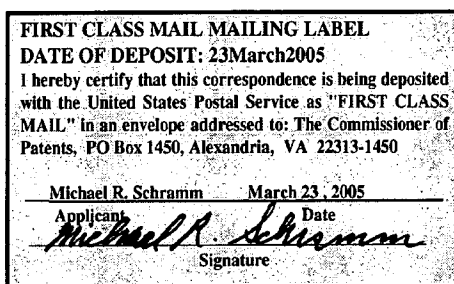 FIRST CLASS MAIL MAILING LABEL
DATE OF DEPOSIT: 23March2005
I hereby certify that this correspondence is being deposited
with the United States Postal Service as "FIRST CLASS
MAIL" in an envelope addressed to: The Commissioner of
Patents, PO Box 1450, Alexandria, VA 22313-1450
Michael R. Schramm March 23, 2005
Applicant Date
Michael R. Schramm
Signature